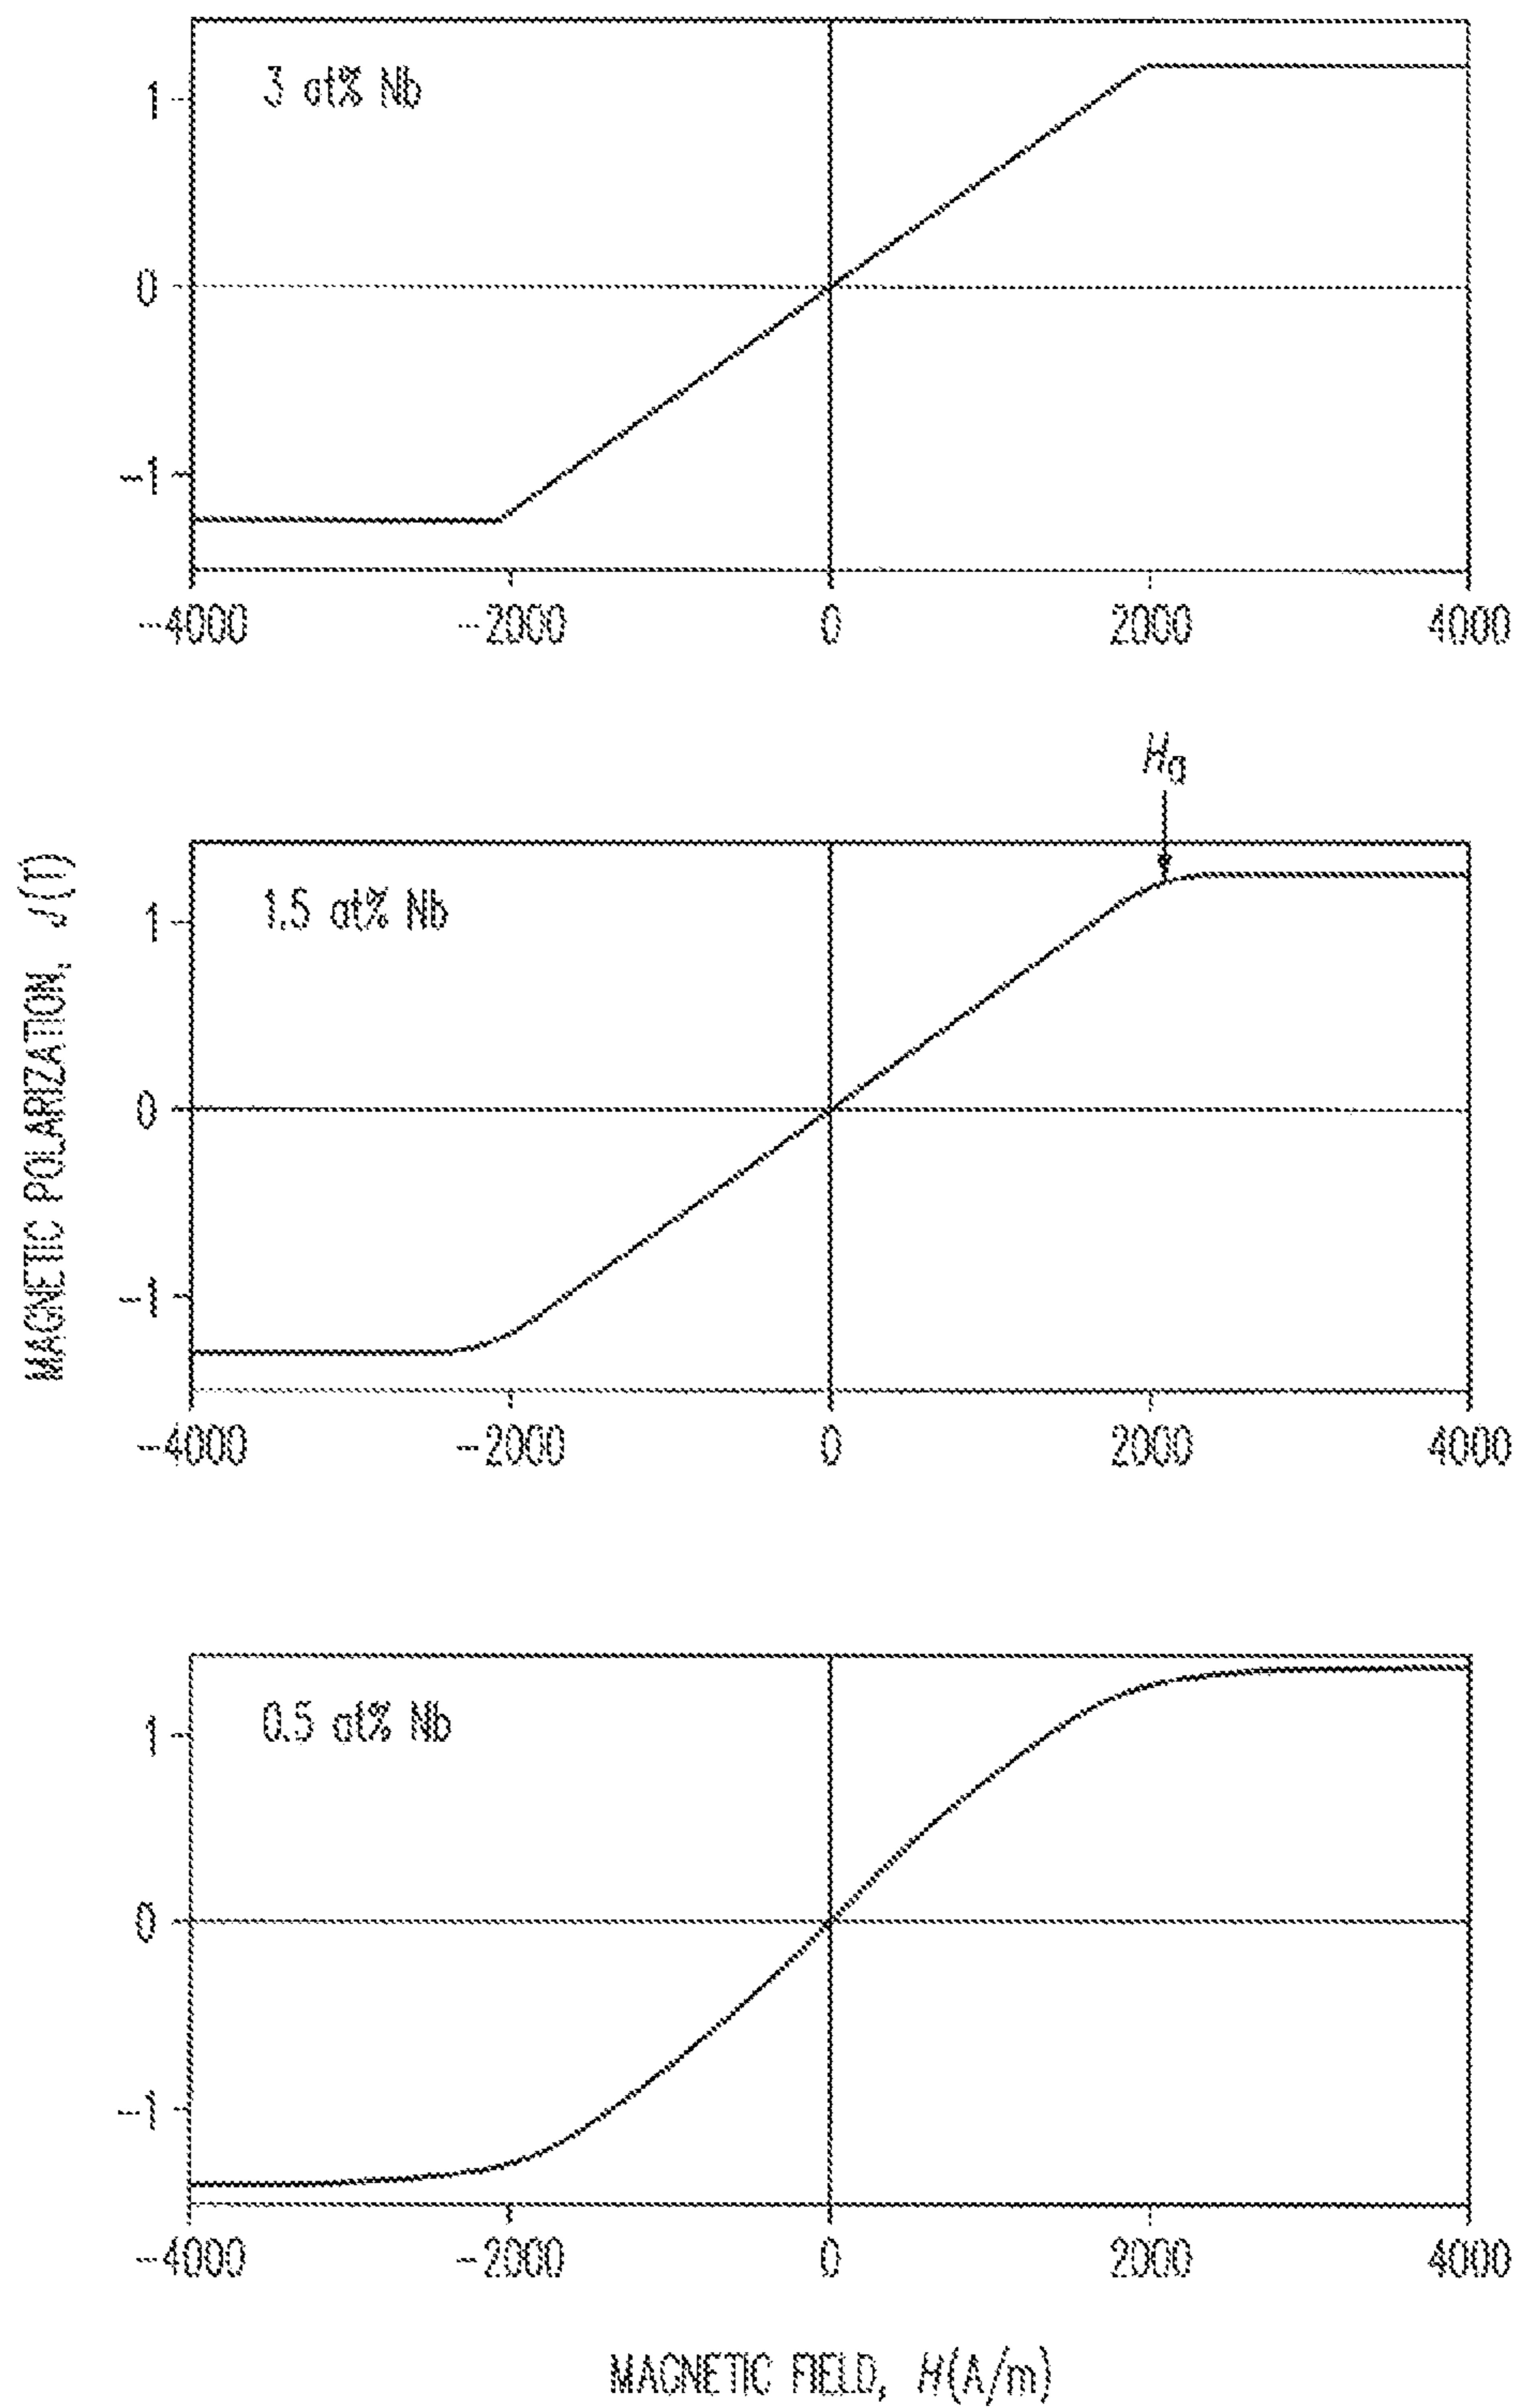 3 at% Nb
1
0
-1
-4000 -2000 0 2000 4000
Ha
MAGNETIC POLARIZATION, J(T)
1.5 at% Nb
1
0
-1
-4000 -2000 0 2000 4000
0.5 at% Nb
1
0
-1
-4000 -2000 0 2000 4000
MAGNETIC FIELD, H(A/m)